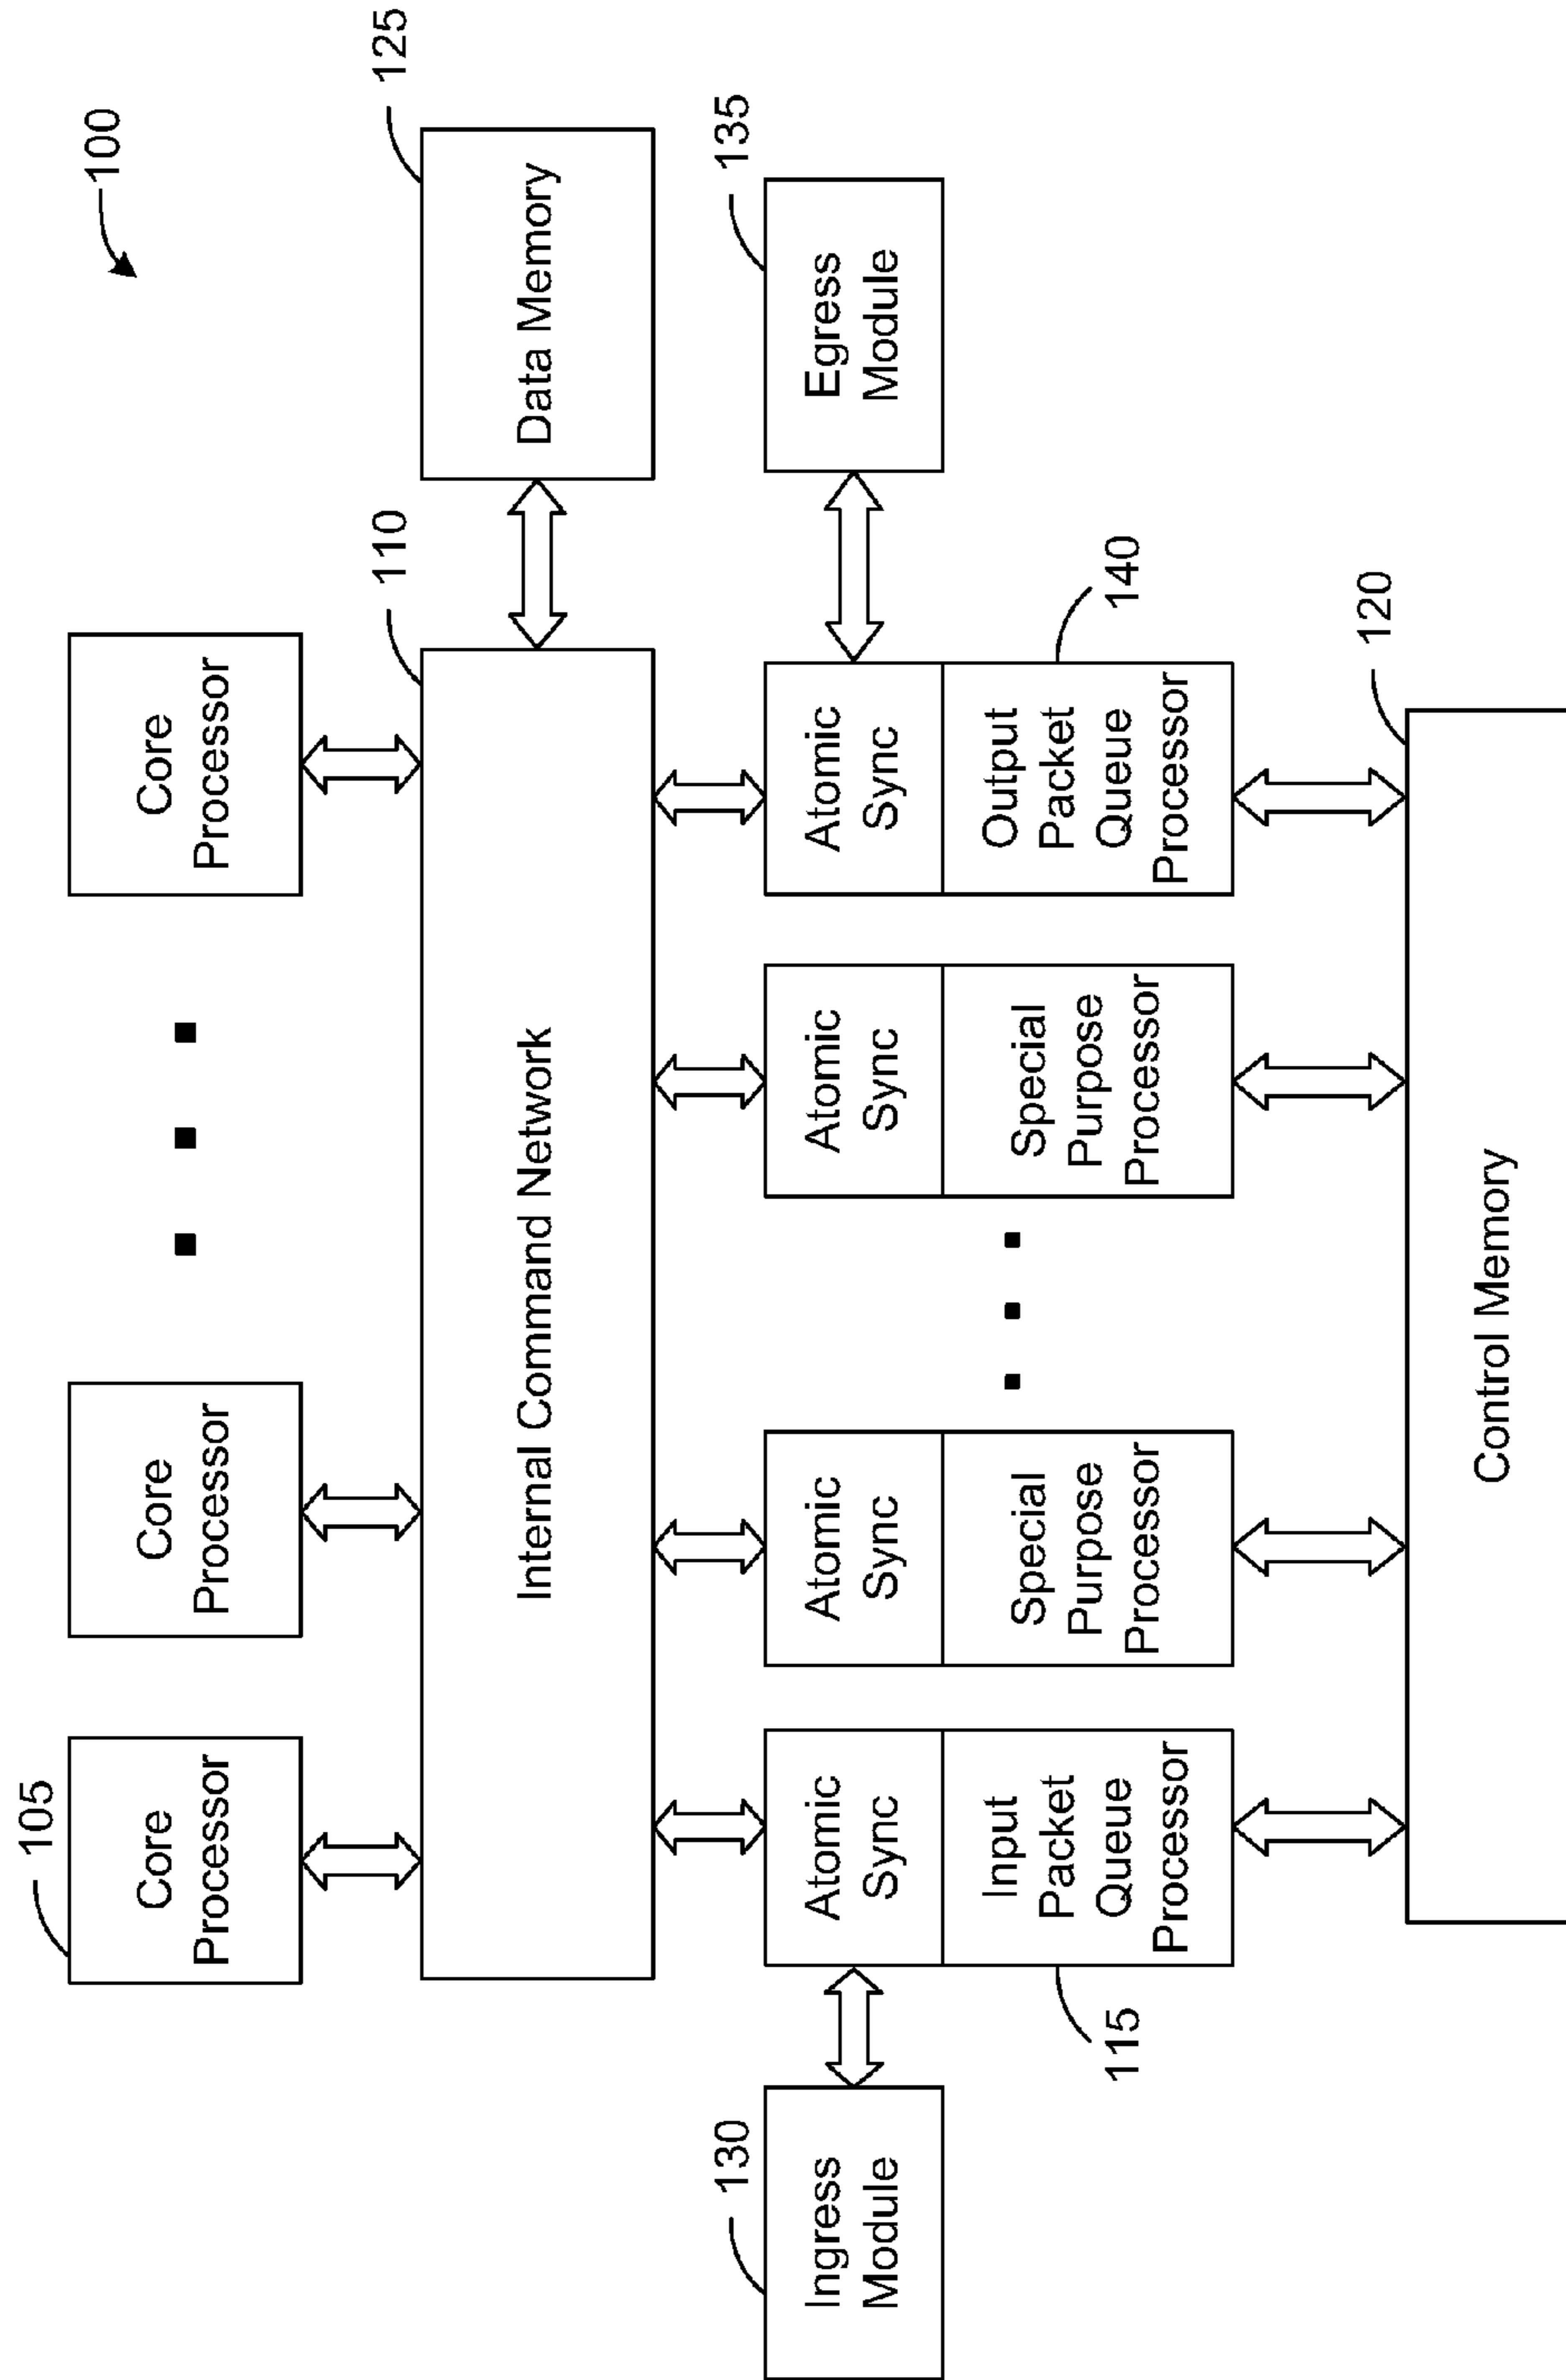 100
105
Core
Processor
Core
Processor
Core
Processor
110
125
Internal Command Network
Data Memory
130
135
Ingress
Module
Atomic
Sync
Atomic
Sync
Atomic
Sync
Atomic
Sync
Egress
Module
Input
Packet
Queue
Processor
Special
Purpose
Processor
Special
Purpose
Processor
Output
Packet
Queue
Processor
115
140
120
Control Memory